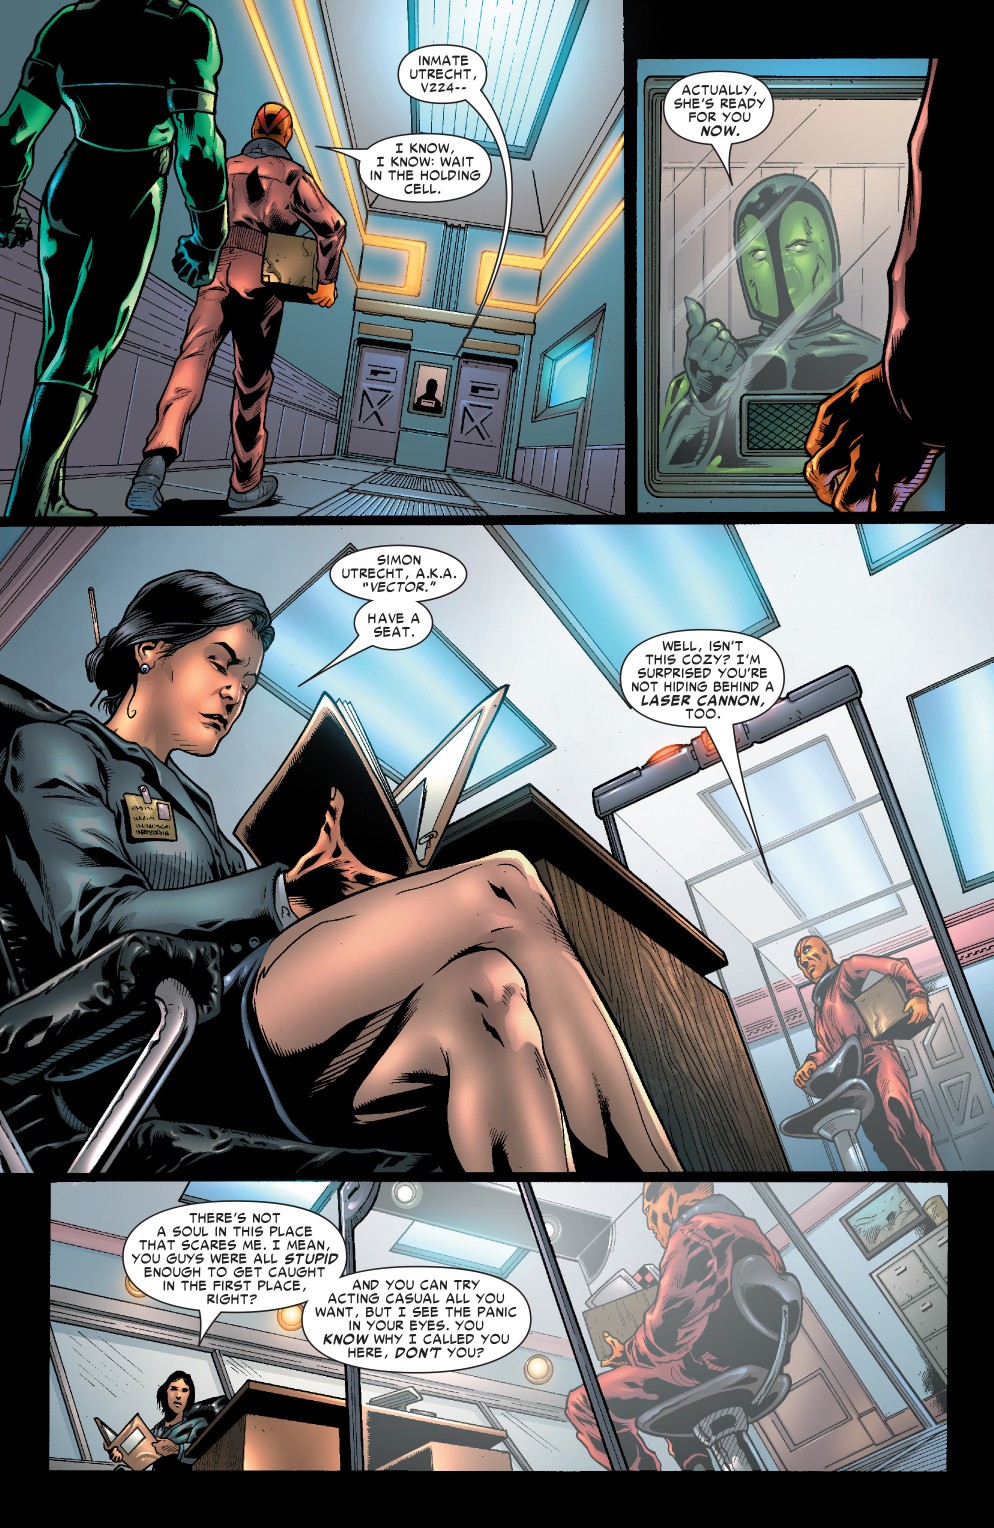 INMATE
UTRECHT,
V224--
I KNOW,
I KNOW: WAIT
IN THE HOLDING
CELL.
ACTUALLY,
SHE'S READY
FOR YOU
NOW.
SIMON
UTRECHT, A.K.A.
"VECTOR."
HAVE A
SEAT.
WELL, ISN'T
THIS COZY? I'M
SURPRISED YOU'RE
NOT HIDING BEHIND A
LASER CANNON,
TOO.
THERE'S NOT
A SOUL IN THIS PLACE
THAT SCARES ME. I MEAN,
YOU GUYS WERE ALL STUPID
ENOUGH TO GET CAUGHT
IN THE FIRST PLACE,
RIGHT?
AND YOU CAN TRY
ACTING CASUAL ALL YOU
WANT, BUT I SEE THE PANIC
IN YOUR EYES. YOU
KNOW WHY I CALLED YOU
HERE, DON'T YOU?